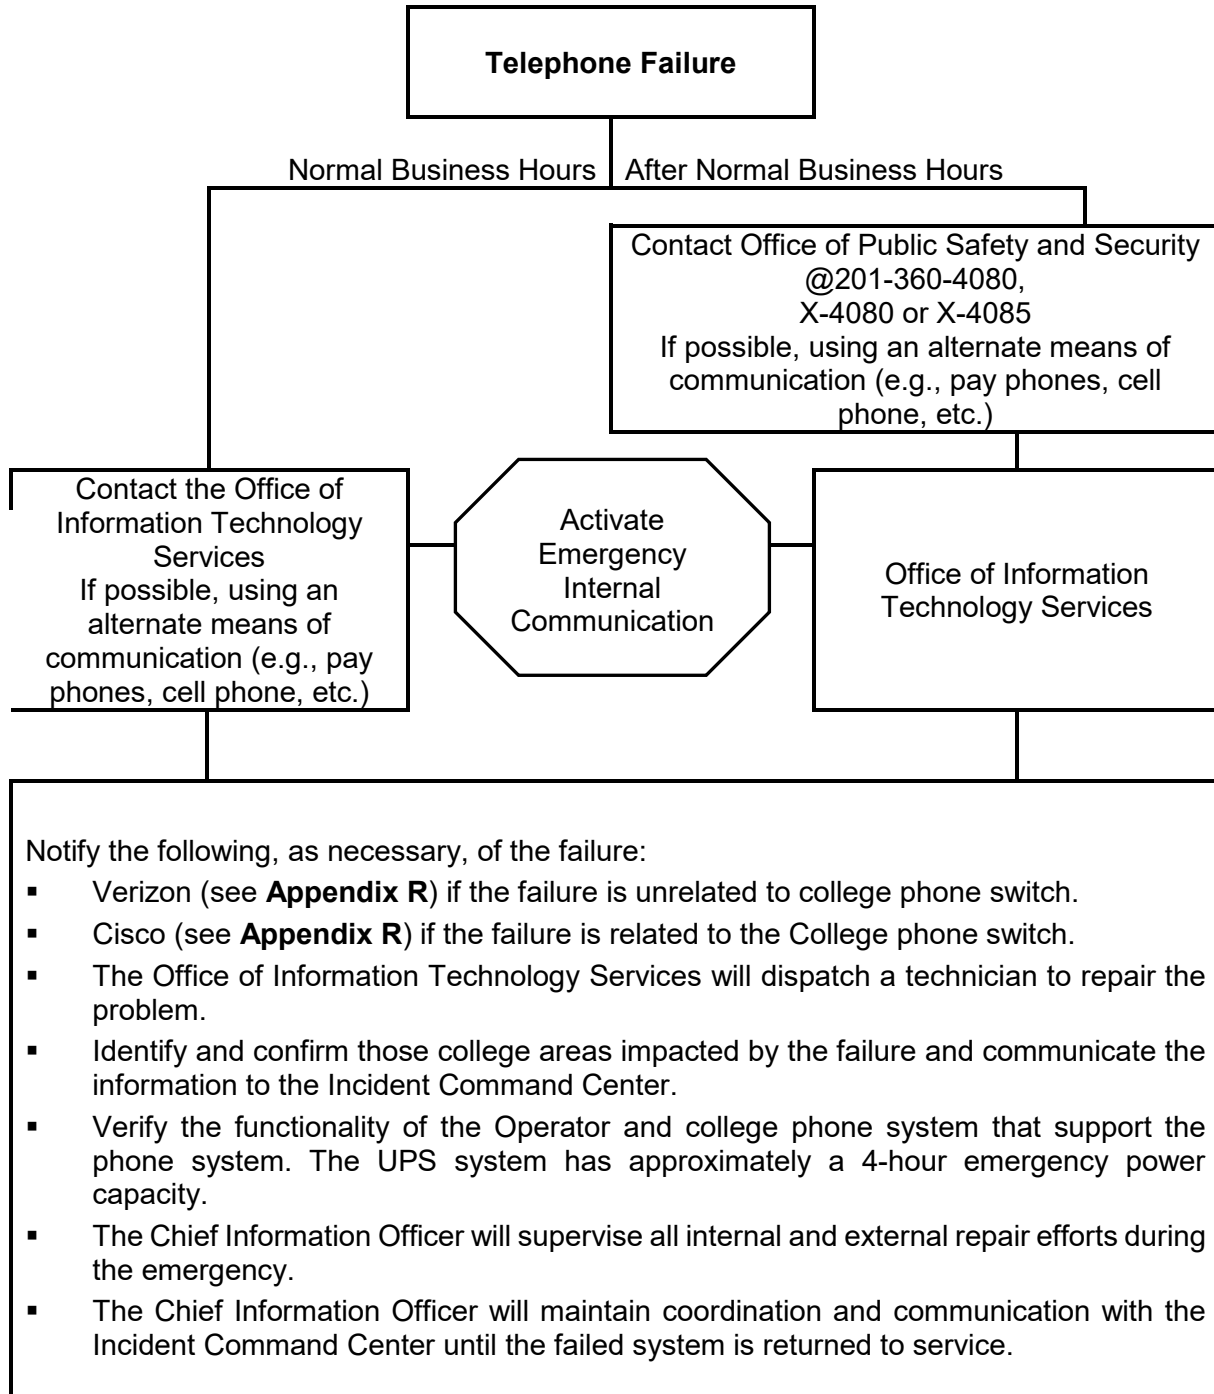 Telephone Failure
Normal Business Hours
After Normal Business Hours
Contact Office of Public Safety and Security
@201-360-4080,
X-4080 or X-4085
If possible, using an alternate means of
communication (e.g., pay phones, cell
phone, etc.)
Contact the Office of
Information Technology
Services
If possible, using an
alternate means of
communication (e.g., pay
phones, cell phone, etc.)
Activate
Emergency
Internal
Communication
Office of Information
Technology Services
Notify the following, as necessary, of the failure:
▪ Verizon (see Appendix R) if the failure is unrelated to college phone switch.
▪ Cisco (see Appendix R) if the failure is related to the College phone switch.
▪ The Office of Information Technology Services will dispatch a technician to repair the
problem.
▪ Identify and confirm those college areas impacted by the failure and communicate the
information to the Incident Command Center.
▪ Verify the functionality of the Operator and college phone system that support the
phone system. The UPS system has approximately a 4-hour emergency power
capacity.
▪ The Chief Information Officer will supervise all internal and external repair efforts during
the emergency.
▪ The Chief Information Officer will maintain coordination and communication with the
Incident Command Center until the failed system is returned to service.